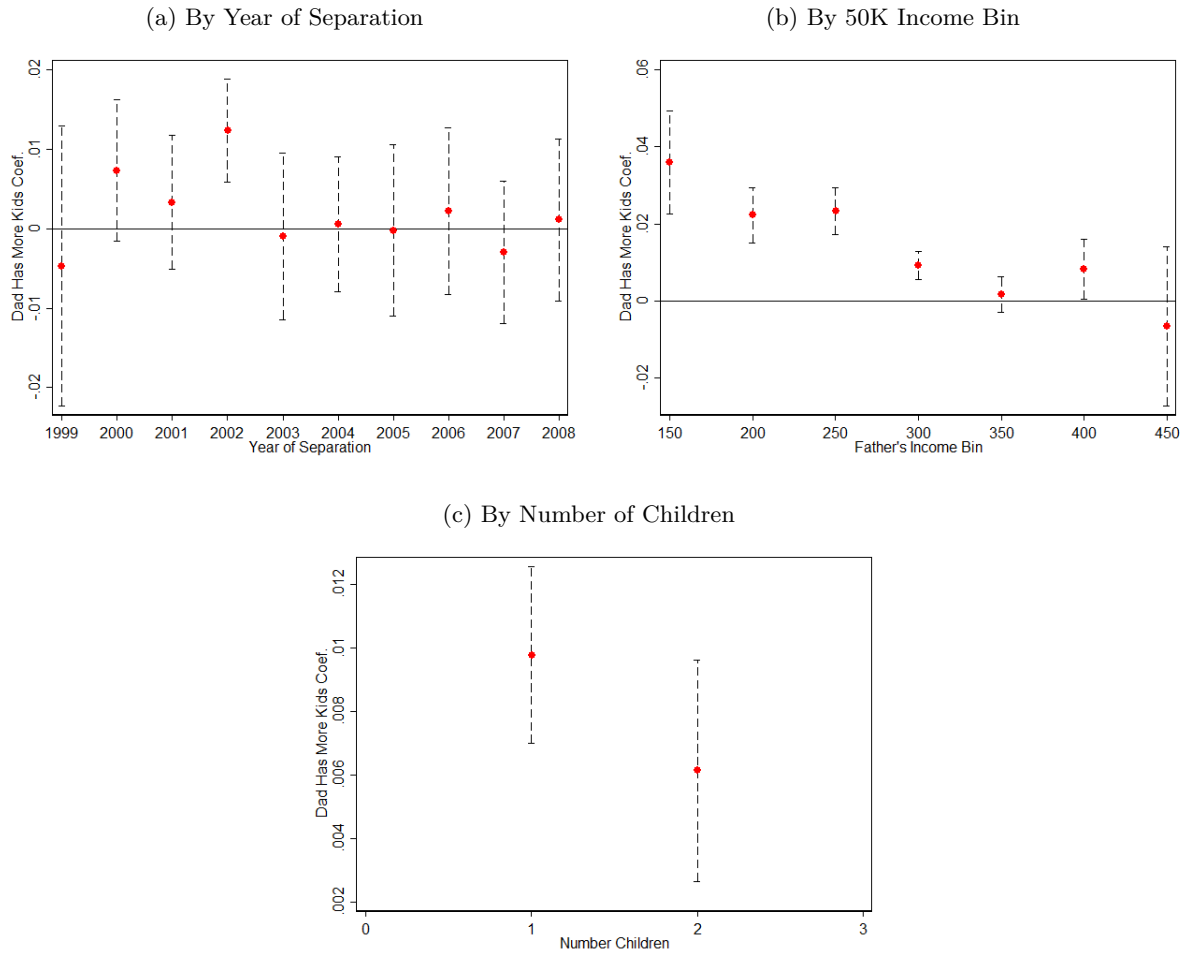 (a) By Year of Separation
Dad Has More Kids Coef.
.02
.01
0
-.01
-.02
1999 2000 2001 2002 2003 2004 2005 2006 2007 2008
Year of Separation
(b) By 50K Income Bin
Dad Has More Kids Coef.
.06
.04
.02
0
-.02
150 200 250 300 350 400 450
Father's Income Bin
(c) By Number of Children
Dad Has More Kids Coef.
.012
.01
.008
.006
.004
.002
0 1 2 3
Number Children